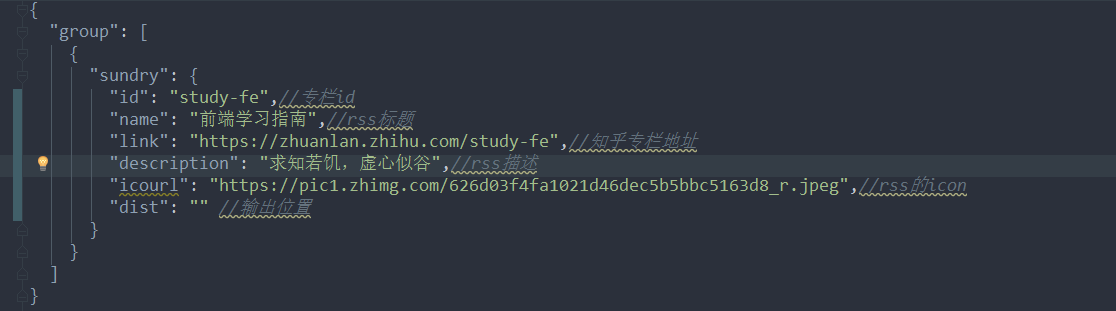 {
"group": [
{
"sundry": {
"id": "study-fe",//专栏id
"name": "前端学习指南",//rss标题
"link": "https://zhuanlan.zhihu.com/study-fe",//知乎专栏地址
"description": "求知若饥，虚心似谷",//rss描述
"icourl": "https://pic1.zhimg.com/626d03f4fa1021d46dec5b5bbc5163d8_r.jpeg",//rss的icon
"dist": "" //输出位置
}
}
]
}